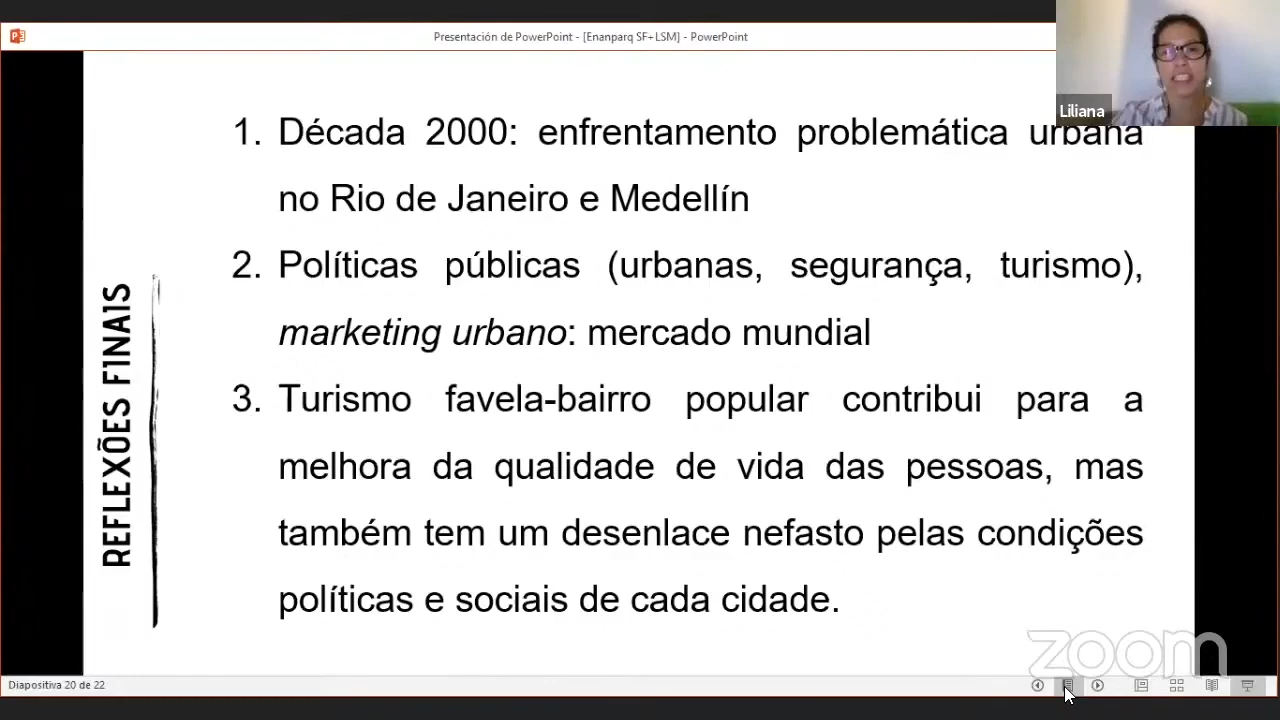 Presentación de PowerPoint - [Enanparq SF+LSM] - PowerPoint
Liliana
REFLEXÕES FINAIS
1. Década 2000: enfrentamento problemática urbana
no Rio de Janeiro e Medellín
2. Políticas públicas (urbanas, segurança, turismo),
marketing urbano: mercado mundial
3. Turismo favela-bairro popular contribui para a
melhora da qualidade de vida das pessoas, mas
também tem um desenlace nefasto pelas condições
políticas e sociais de cada cidade.
zoom
Diapositiva 20 de 22